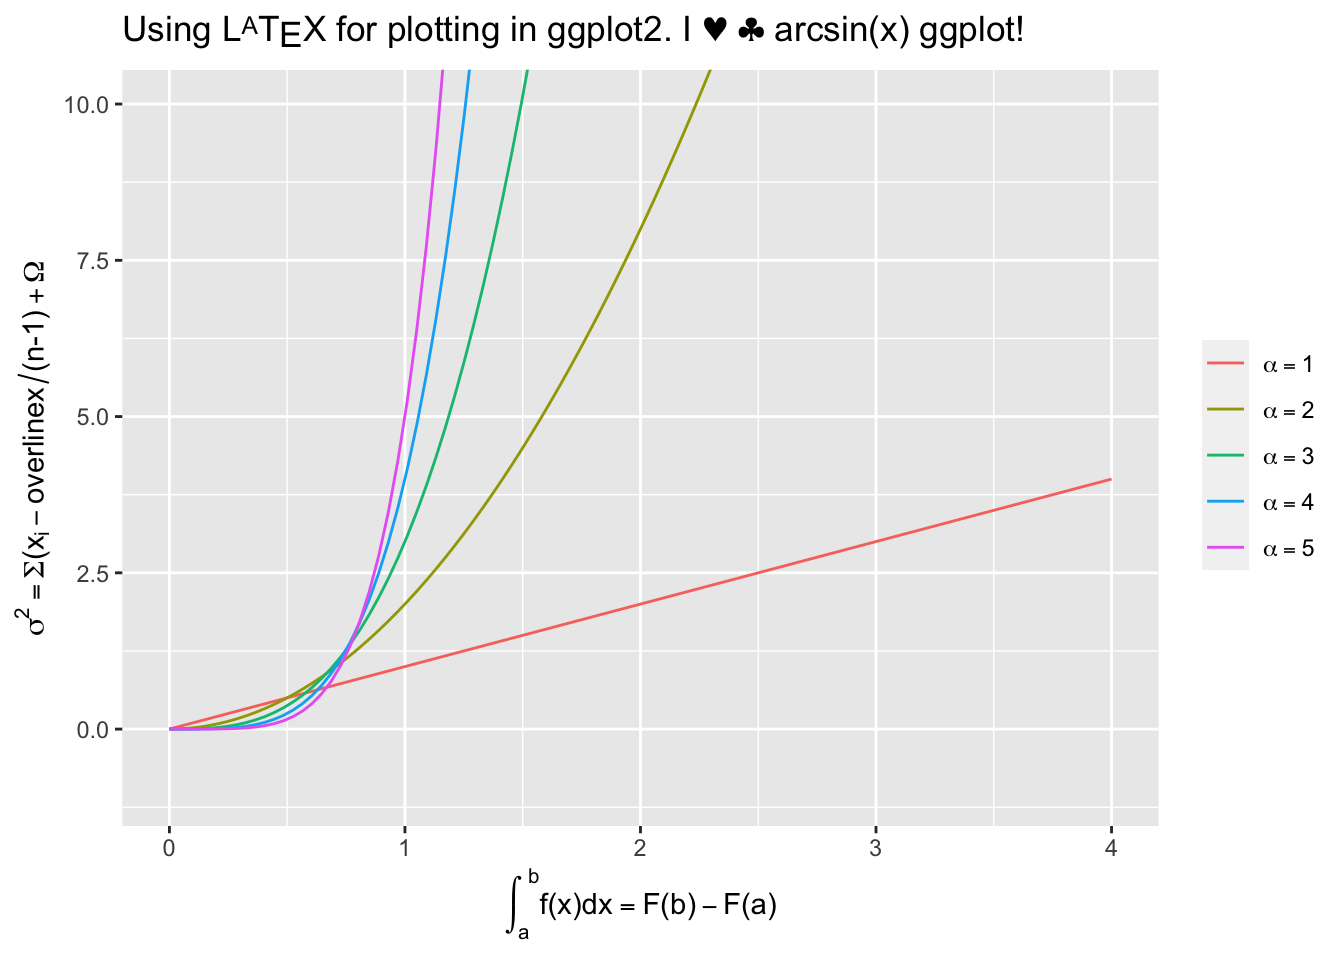 Using LATEX for plotting in ggplot2. I ♥ ♣ arcsin(x) ggplot!
σ² = Σ(xᵢ − overlinex/(n-1) + Ω
10.0
7.5
5.0
2.5
0.0
0 1 2 3 4
∫ₐᵇ f(x)dx = F(b) − F(a)
α = 1
α = 2
α = 3
α = 4
α = 5